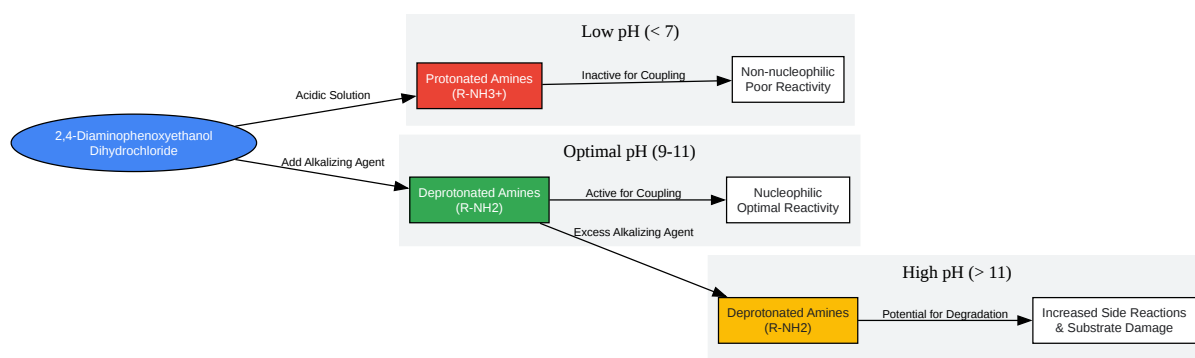 Low pH (< 7)
Protonated Amines
(R-NH3+)
Inactive for Coupling
Non-nucleophilic
Poor Reactivity
Acidic Solution
2,4-Diaminophenoxyethanol
Dihydrochloride
Add Alkalizing Agent
Optimal pH (9-11)
Deprotonated Amines
(R-NH2)
Active for Coupling
Nucleophilic
Optimal Reactivity
Excess Alkalizing Agent
High pH (> 11)
Deprotonated Amines
(R-NH2)
Potential for Degradation
Increased Side Reactions
& Substrate Damage